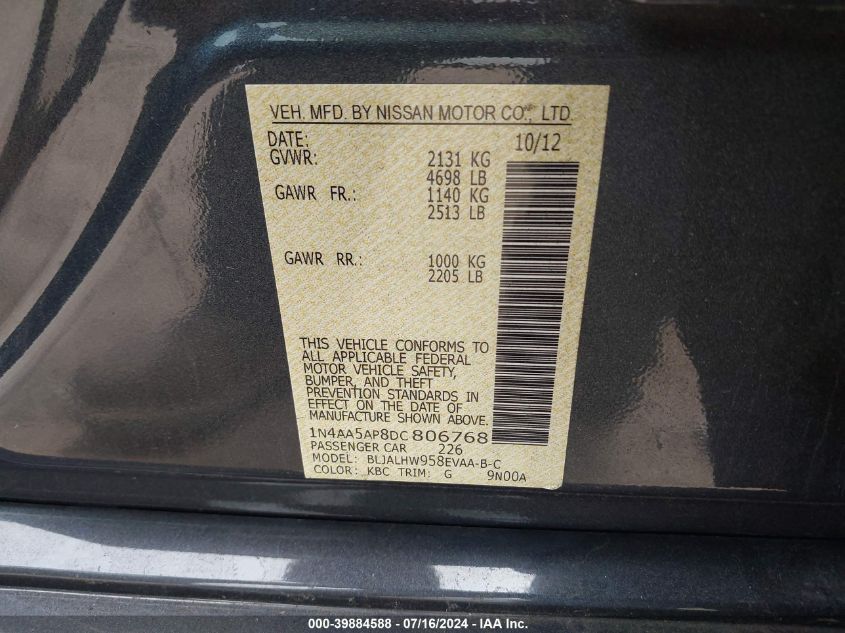 VEH. MFD. BY NISSAN MOTOR CO., LTD.
DATE: 10/12
GVWR: 2131 KG
4698 LB
GAWR FR.: 1140 KG
2513 LB
GAWR RR.: 1000 KG
2205 LB
THIS VEHICLE CONFORMS TO
ALL APPLICABLE FEDERAL
MOTOR VEHICLE SAFETY,
BUMPER, AND THEFT
PREVENTION STANDARDS IN
EFFECT ON THE DATE OF
MANUFACTURE SHOWN ABOVE.
1N4AA5AP8DC806768
PASSENGER CAR 226
MODEL: BLJALHW958EVAA-B-C
COLOR: KBC TRIM: G 9N00A
000-39884588 - 07/16/2024 - © IAA, Inc.